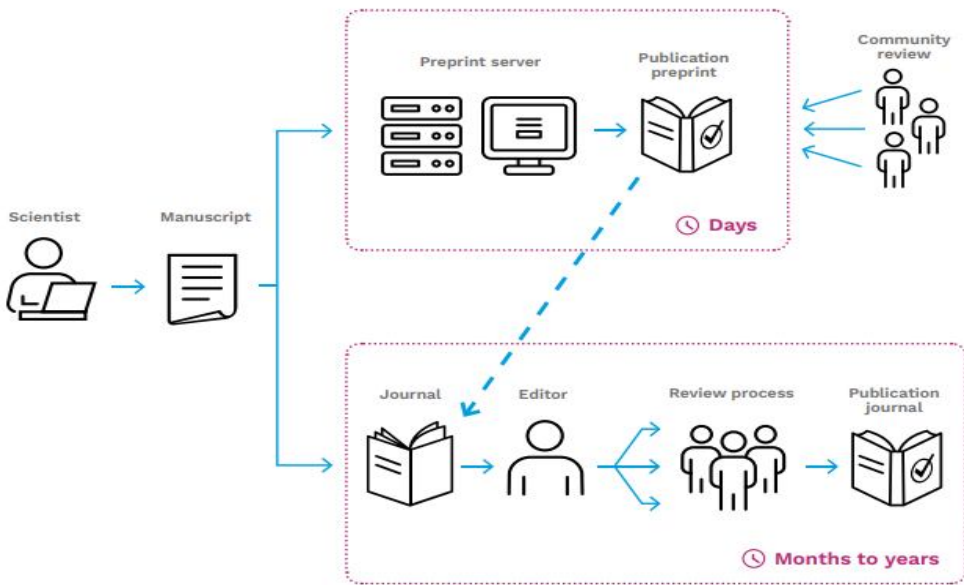 Preprint server
Publication
preprint
Community
review
Days
Scientist
Manuscript
Journal
Editor
Review process
Publication
journal
Months to years